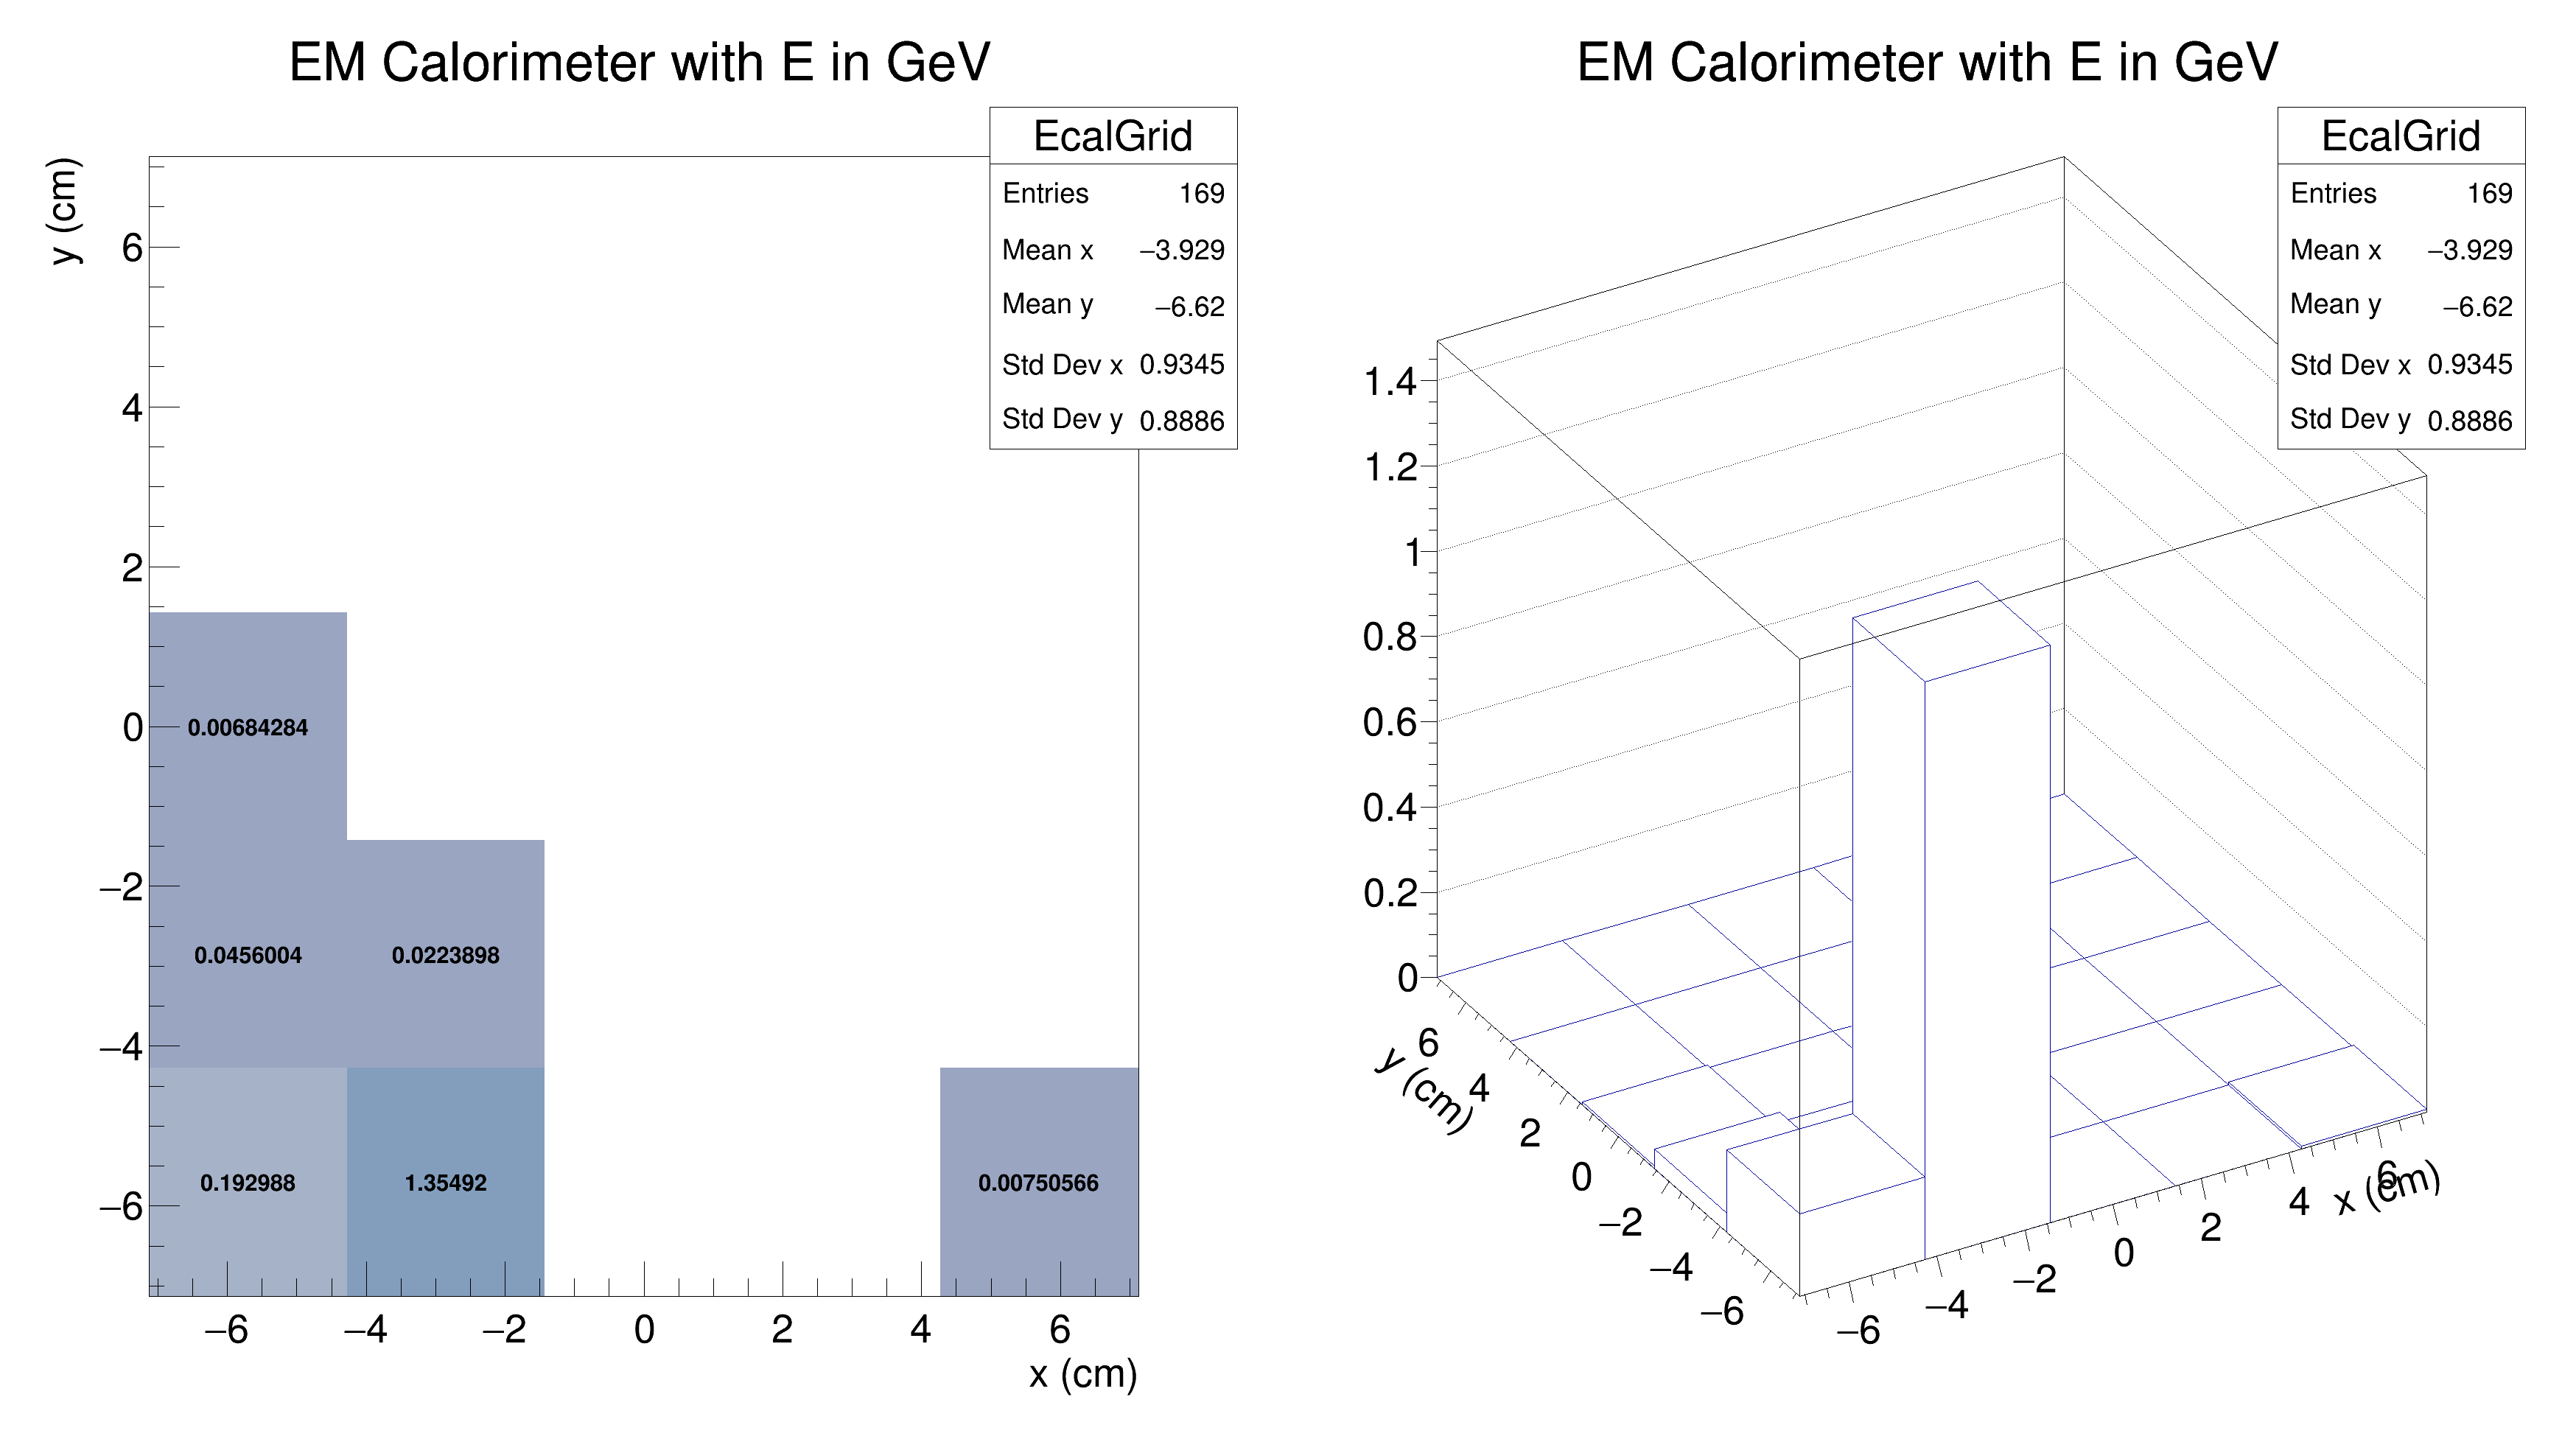 EM Calorimeter with E in GeV
EcalGrid
Entries 169
Mean x −3.929
Mean y −6.62
Std Dev x 0.9345
Std Dev y 0.8886
y (cm)
6
4
2
0
−2
−4
−6
0.00684284
0.0456004 0.0223898
0.192988 1.35492 0.00750566
−6 −4 −2 0 2 4 6
x (cm)
EM Calorimeter with E in GeV
EcalGrid
Entries 169
Mean x −3.929
Mean y −6.62
Std Dev x 0.9345
Std Dev y 0.8886
1.4
1.2
1
0.8
0.6
0.4
0.2
0
y (cm)
6
4
2
0
−2
−4
−6
−6
−4
−2
0
2
4
6
x (cm)